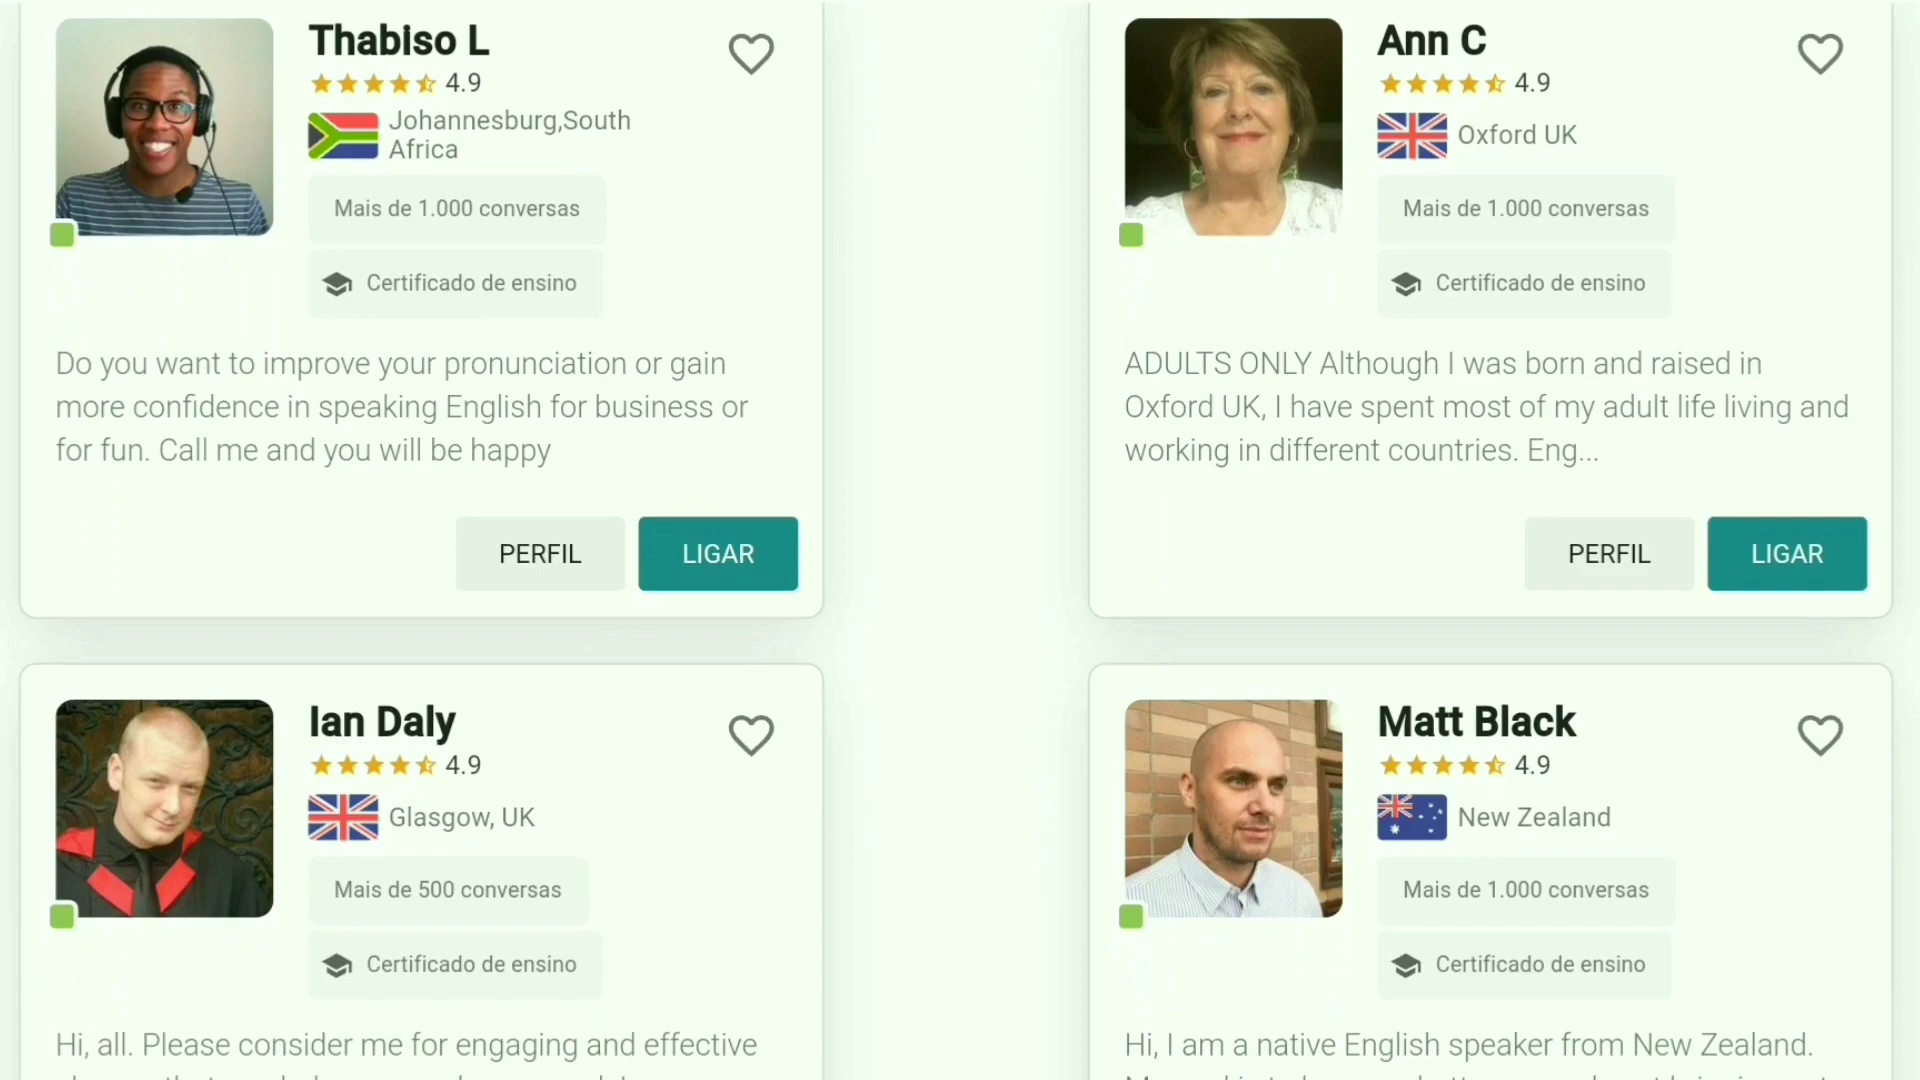 Thabiso L
4.9
Johannesburg,South
Africa
Mais de 1.000 conversas
Certificado de ensino
Do you want to improve your pronunciation or gain
more confidence in speaking English for business or
for fun. Call me and you will be happy
PERFIL
LIGAR
Ann C
4.9
Oxford UK
Mais de 1.000 conversas
Certificado de ensino
ADULTS ONLY Although I was born and raised in
Oxford UK, I have spent most of my adult life living and
working in different countries. Eng...
PERFIL
LIGAR
Ian Daly
4.9
Glasgow, UK
Mais de 500 conversas
Certificado de ensino
Hi, all. Please consider me for engaging and effective
Matt Black
4.9
New Zealand
Mais de 1.000 conversas
Certificado de ensino
Hi, I am a native English speaker from New Zealand.